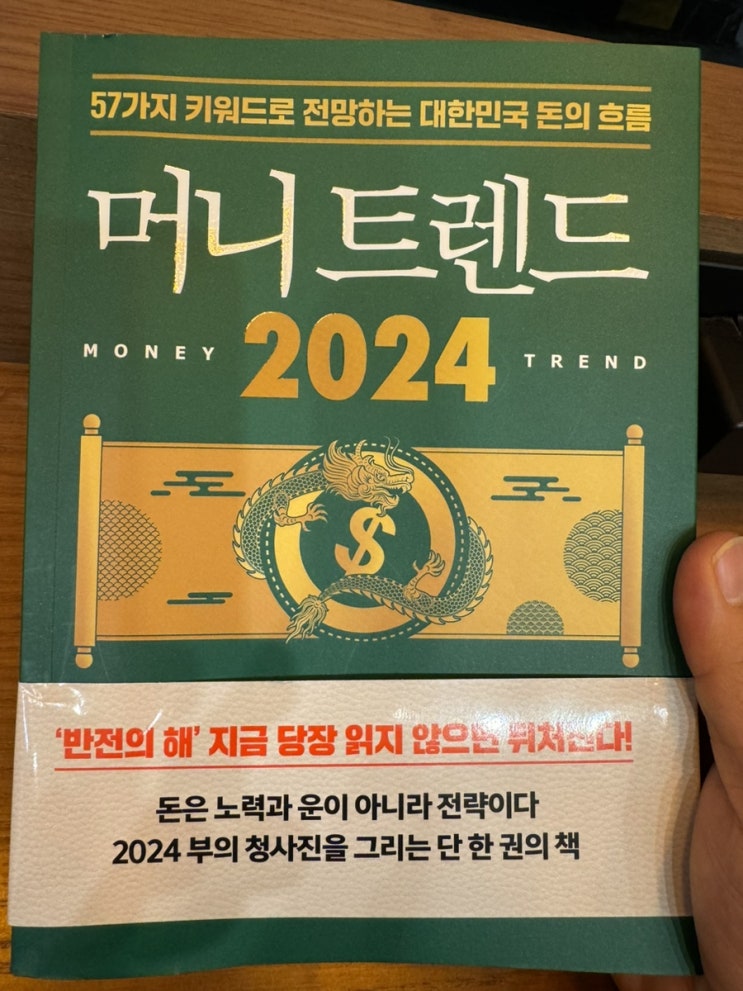 57가지 키워드로 전망하는 대한민국 돈의 흐름
머니 트렌드
MONEY 2024 TREND
$
‘반전의 해’ 지금 당장 읽지 않으면 뒤처진다!
돈은 노력과 운이 아니라 전략이다
2024 부의 청사진을 그리는 단 한 권의 책